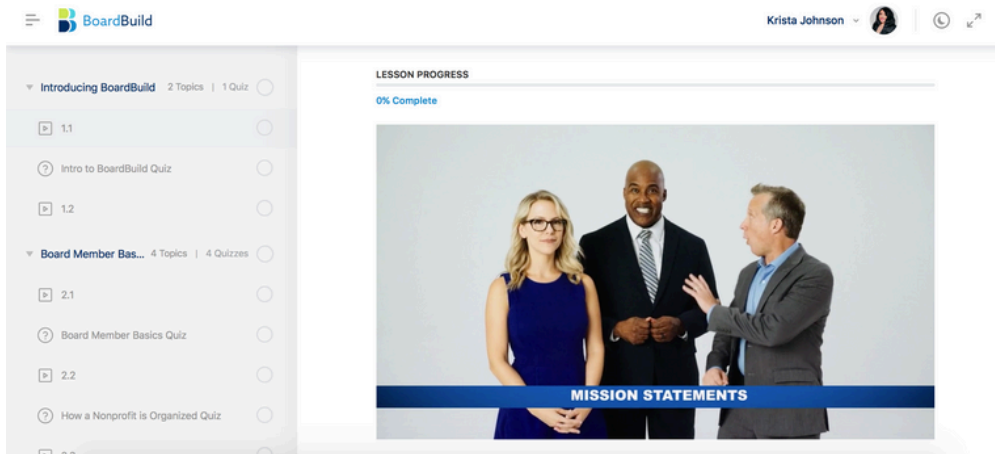 BoardBuild
Krista Johnson
Introducing BoardBuild 2 Topics | 1 Quiz
1.1
Intro to BoardBuild Quiz
1.2
Board Member Bas... 4 Topics | 4 Quizzes
2.1
Board Member Basics Quiz
2.2
How a Nonprofit is Organized Quiz
LESSON PROGRESS
0% Complete
MISSION STATEMENTS